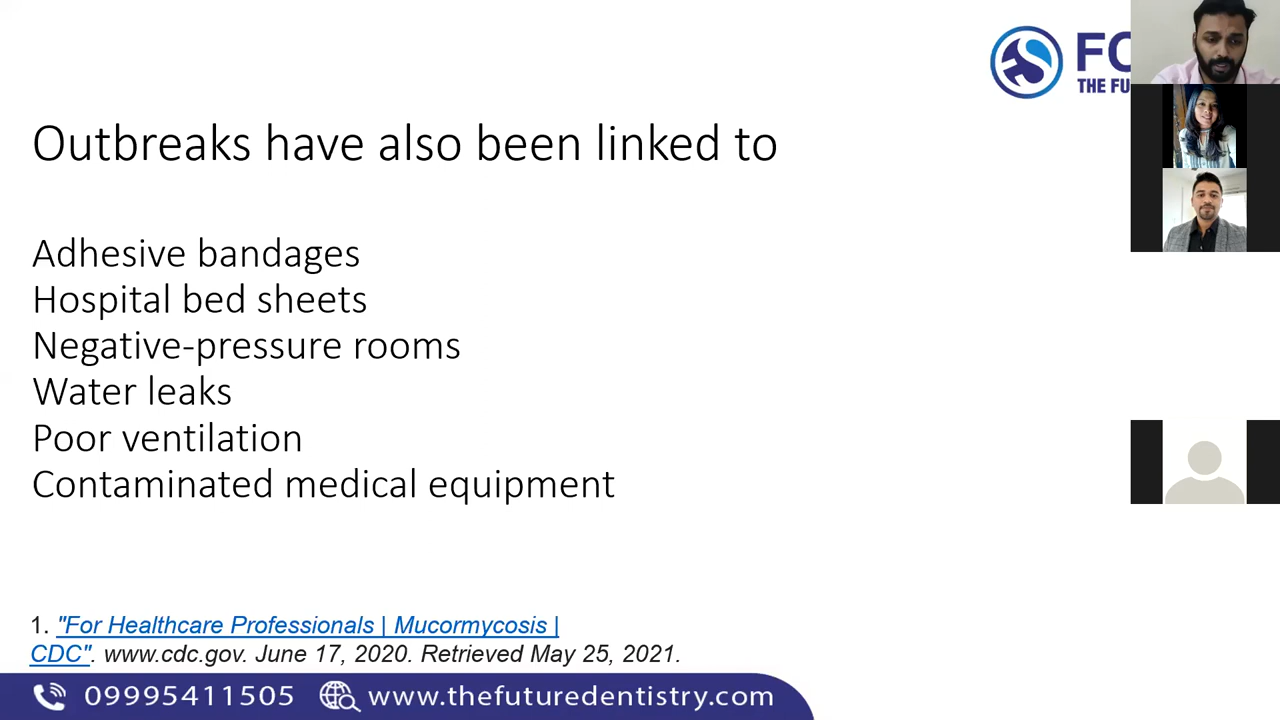 Outbreaks have also been linked to
Adhesive bandages
Hospital bed sheets
Negative-pressure rooms
Water leaks
Poor ventilation
Contaminated medical equipment
1. "For Healthcare Professionals | Mucormycosis |
CDC". www.cdc.gov. June 17, 2020. Retrieved May 25, 2021.
09995411505 www.thefuturedentistry.com